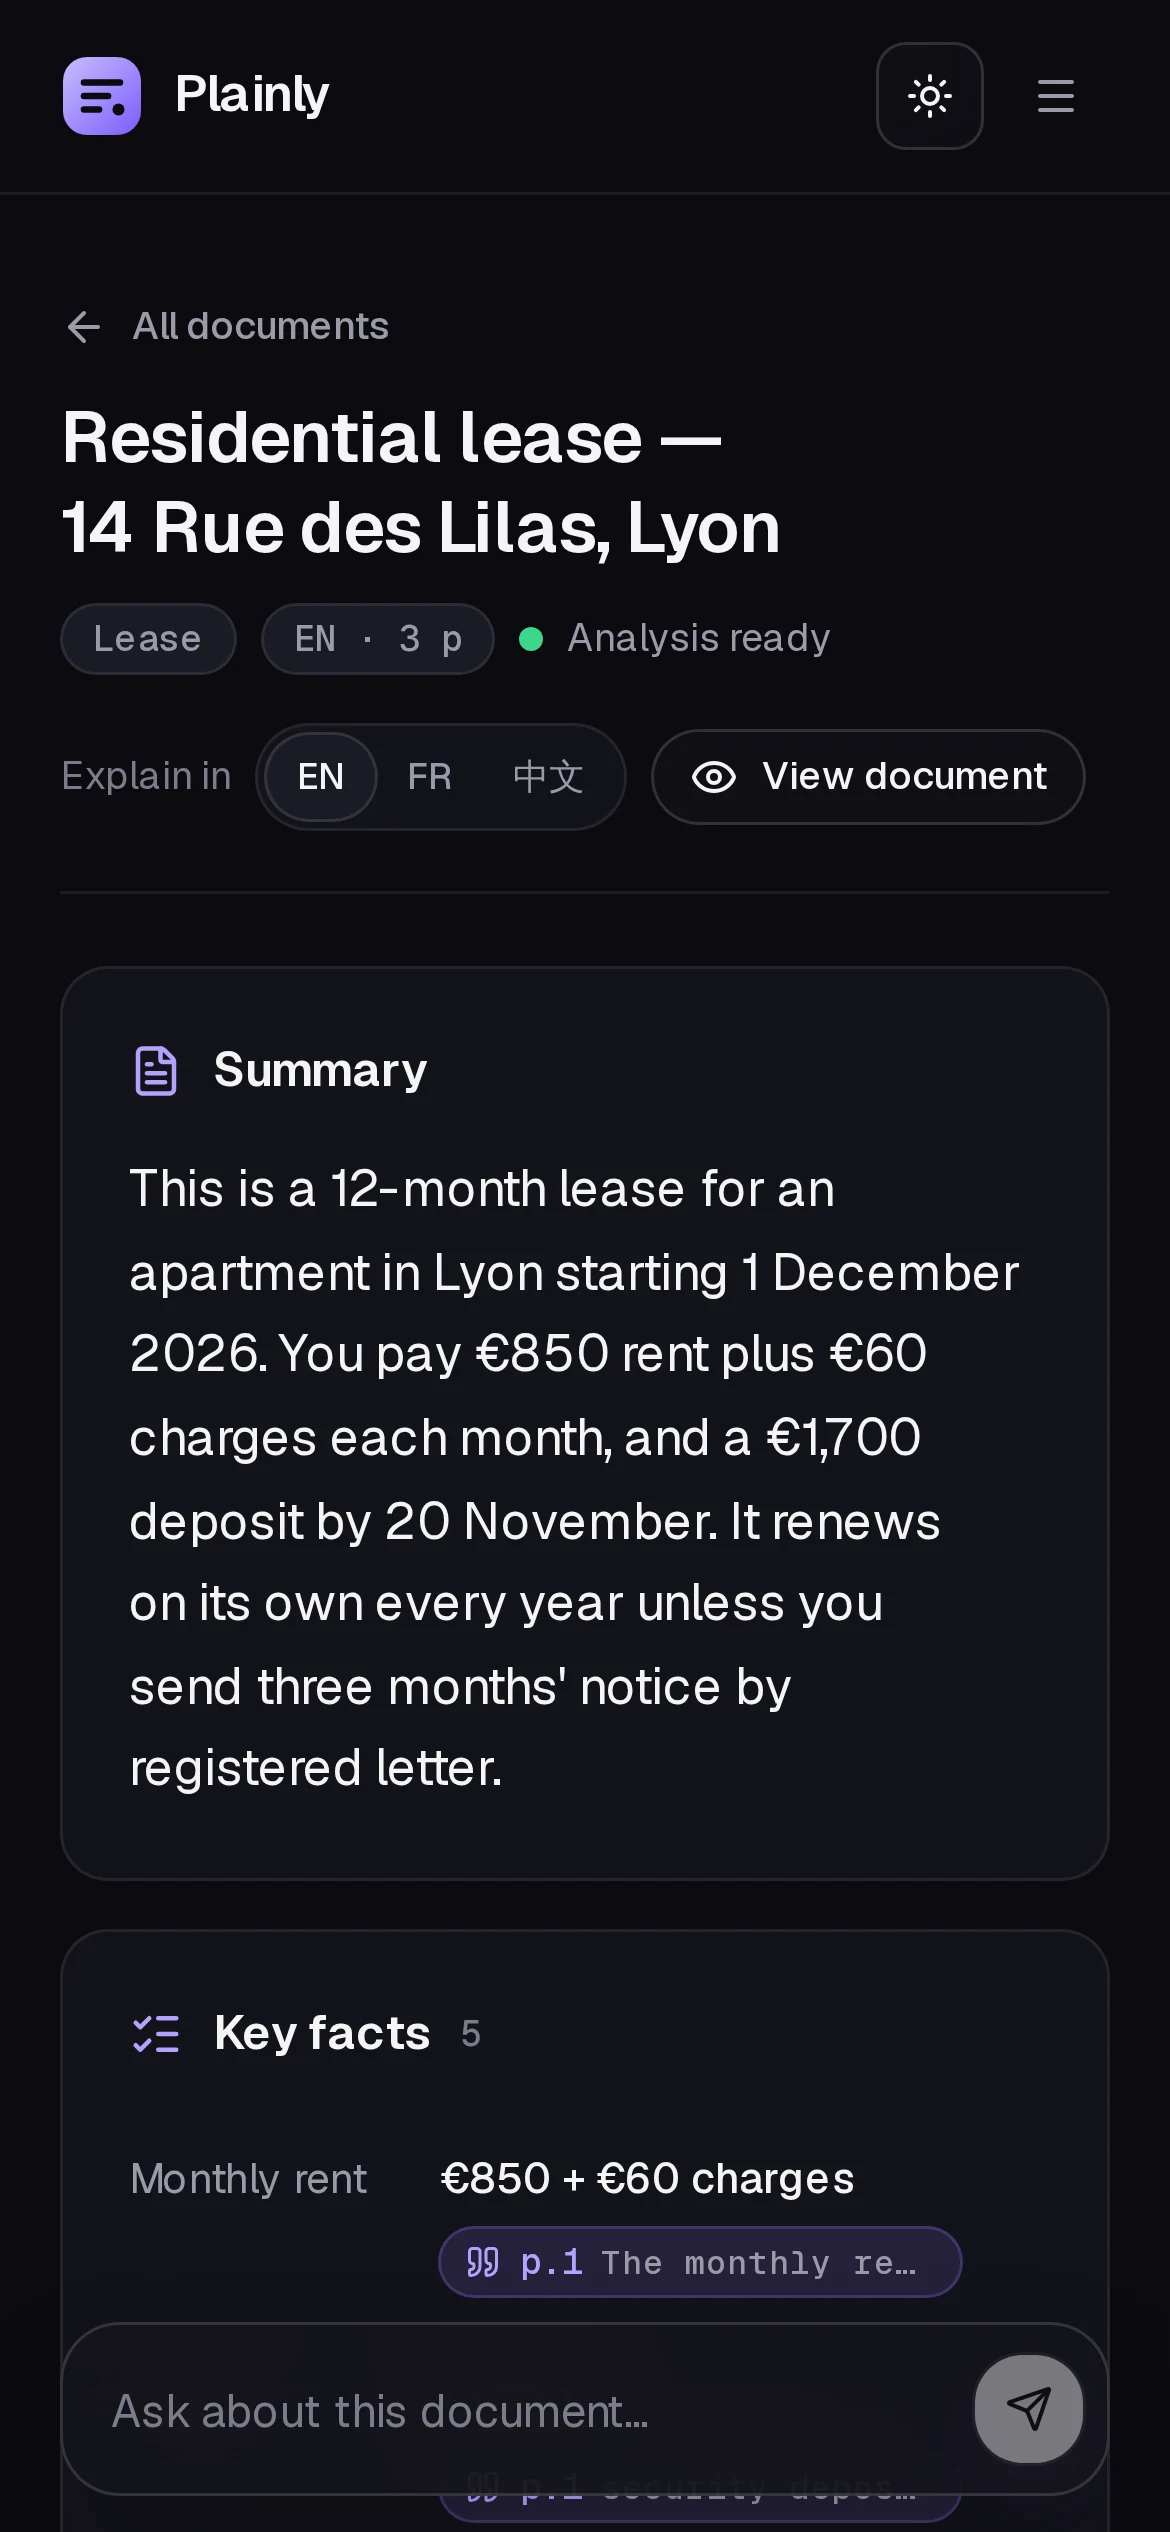 Plainly
All documents
Residential lease —
14 Rue des Lilas, Lyon
Lease
EN · 3 p
Analysis ready
Explain in
EN
FR
中文
View document
Summary
This is a 12-month lease for an
apartment in Lyon starting 1 December
2026. You pay €850 rent plus €60
charges each month, and a €1,700
deposit by 20 November. It renews
on its own every year unless you
send three months' notice by
registered letter.
Key facts 5
Monthly rent
€850 + €60 charges
p.1 The monthly re…
Ask about this document…
p.1 security depos…